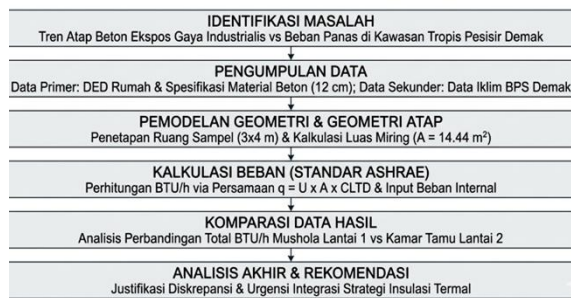 IDENTIFIKASI MASALAH
Tren Atap Beton Ekspos Gaya Industrialis vs Beban Panas di Kawasan Tropis Pesisir Demak
PENGUMPULAN DATA
Data Primer: DED Rumah & Spesifikasi Material Beton (12 cm); Data Sekunder: Data Iklim BPS Demak
PEMODELAN GEOMETRI & GEOMETRI ATAP
Penetapan Ruang Sampel (3x4 m) & Kalkulasi Luas Miring (A = 14.44 m²)
KALKULASI BEBAN (STANDAR ASHRAE)
Perhitungan BTU/h via Persamaan q = U x A x CLTD & Input Beban Internal
KOMPARASI DATA HASIL
Analisis Perbandingan Total BTU/h Mushola Lantai 1 vs Kamar Tamu Lantai 2
ANALISIS AKHIR & REKOMENDASI
Justifikasi Diskrepansi & Urgensi Integrasi Strategi Insulasi Termal